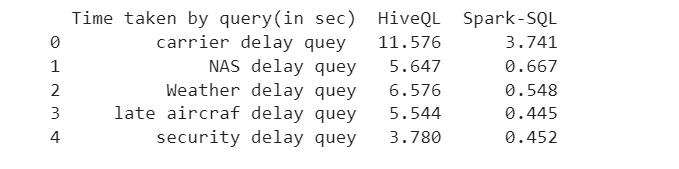 Time taken by query(in sec) HiveQL Spark-SQL
0 carrier delay quey 11.576 3.741
1 NAS delay quey 5.647 0.667
2 Weather delay quey 6.576 0.548
3 late aircraf delay quey 5.544 0.445
4 security delay quey 3.780 0.452